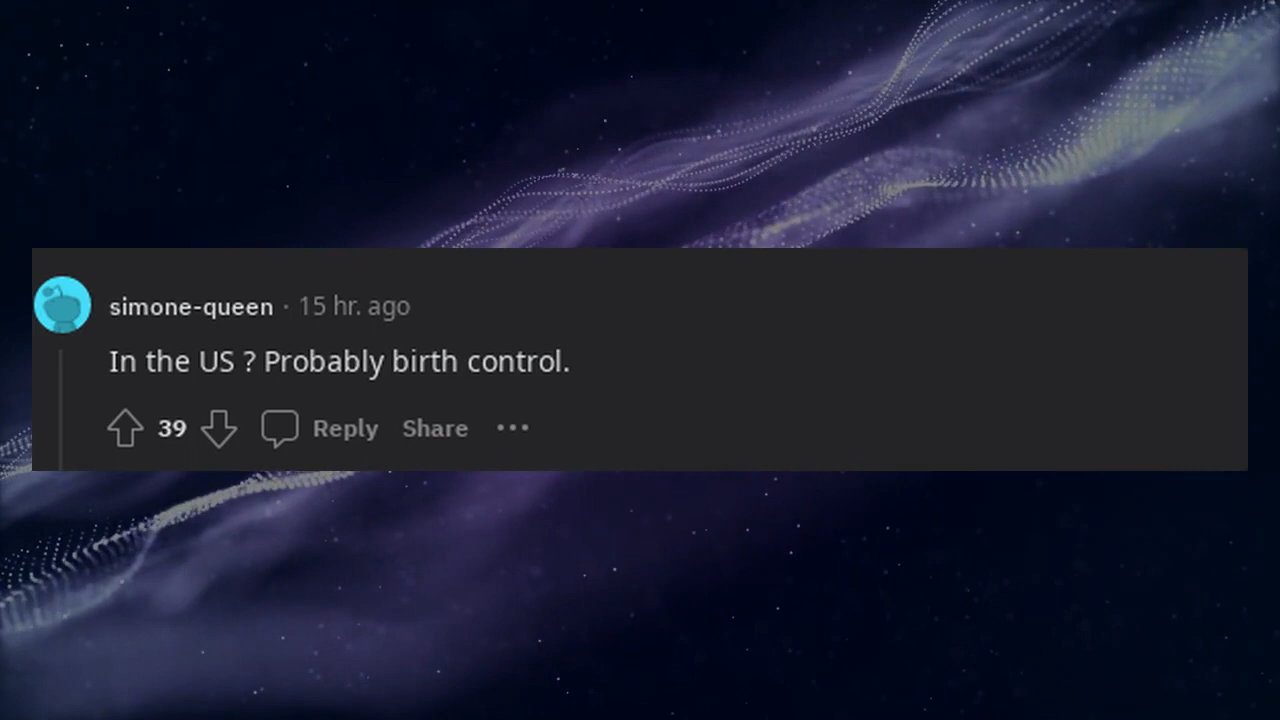 simone-queen · 15 hr. ago
In the US ? Probably birth control.
39 Reply Share